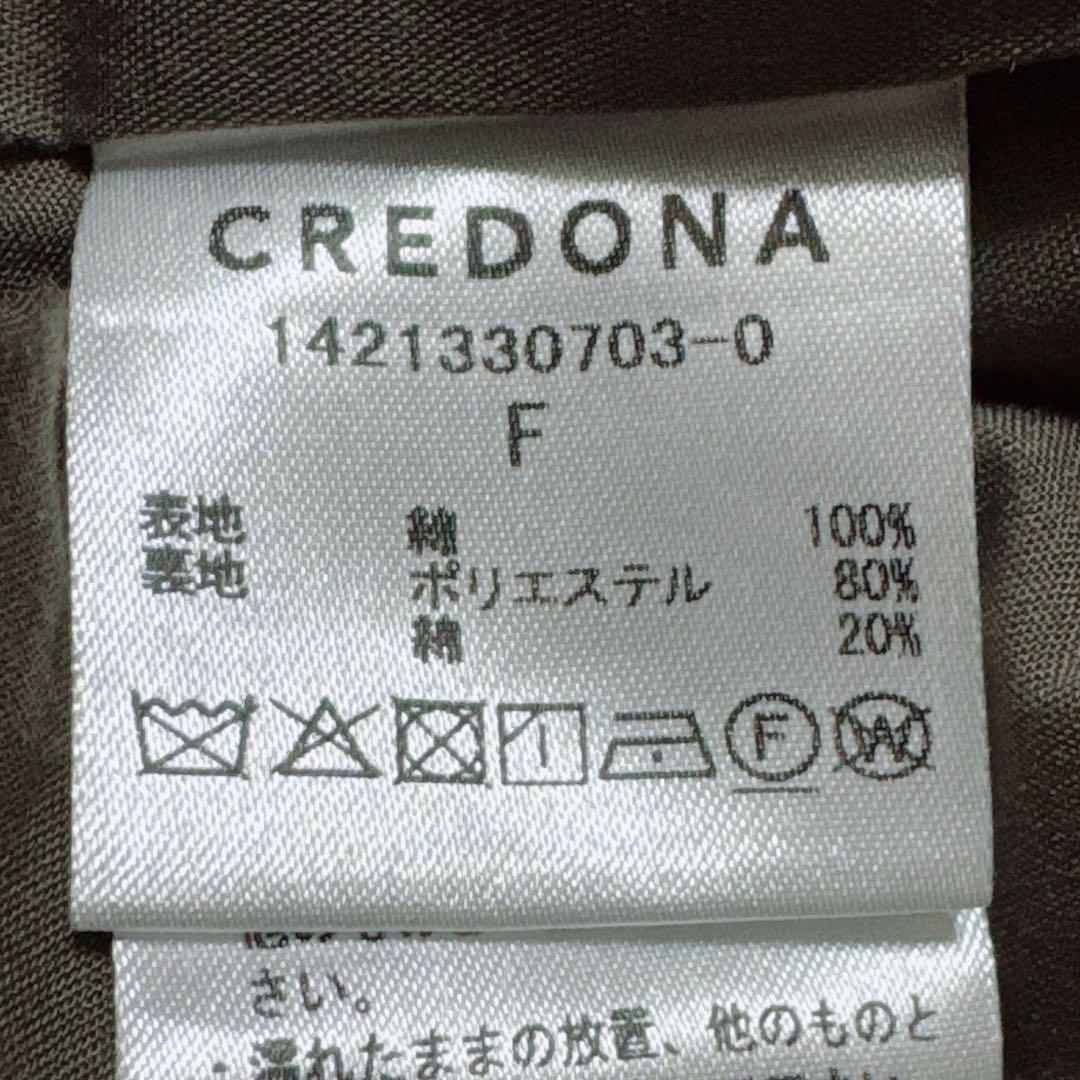 CREDONA
1421330703-0
F
表地 綿 100%
裏地 ポリエステル 80%
綿 20%
F W
さい。
・濡れたままの放置、他のものと